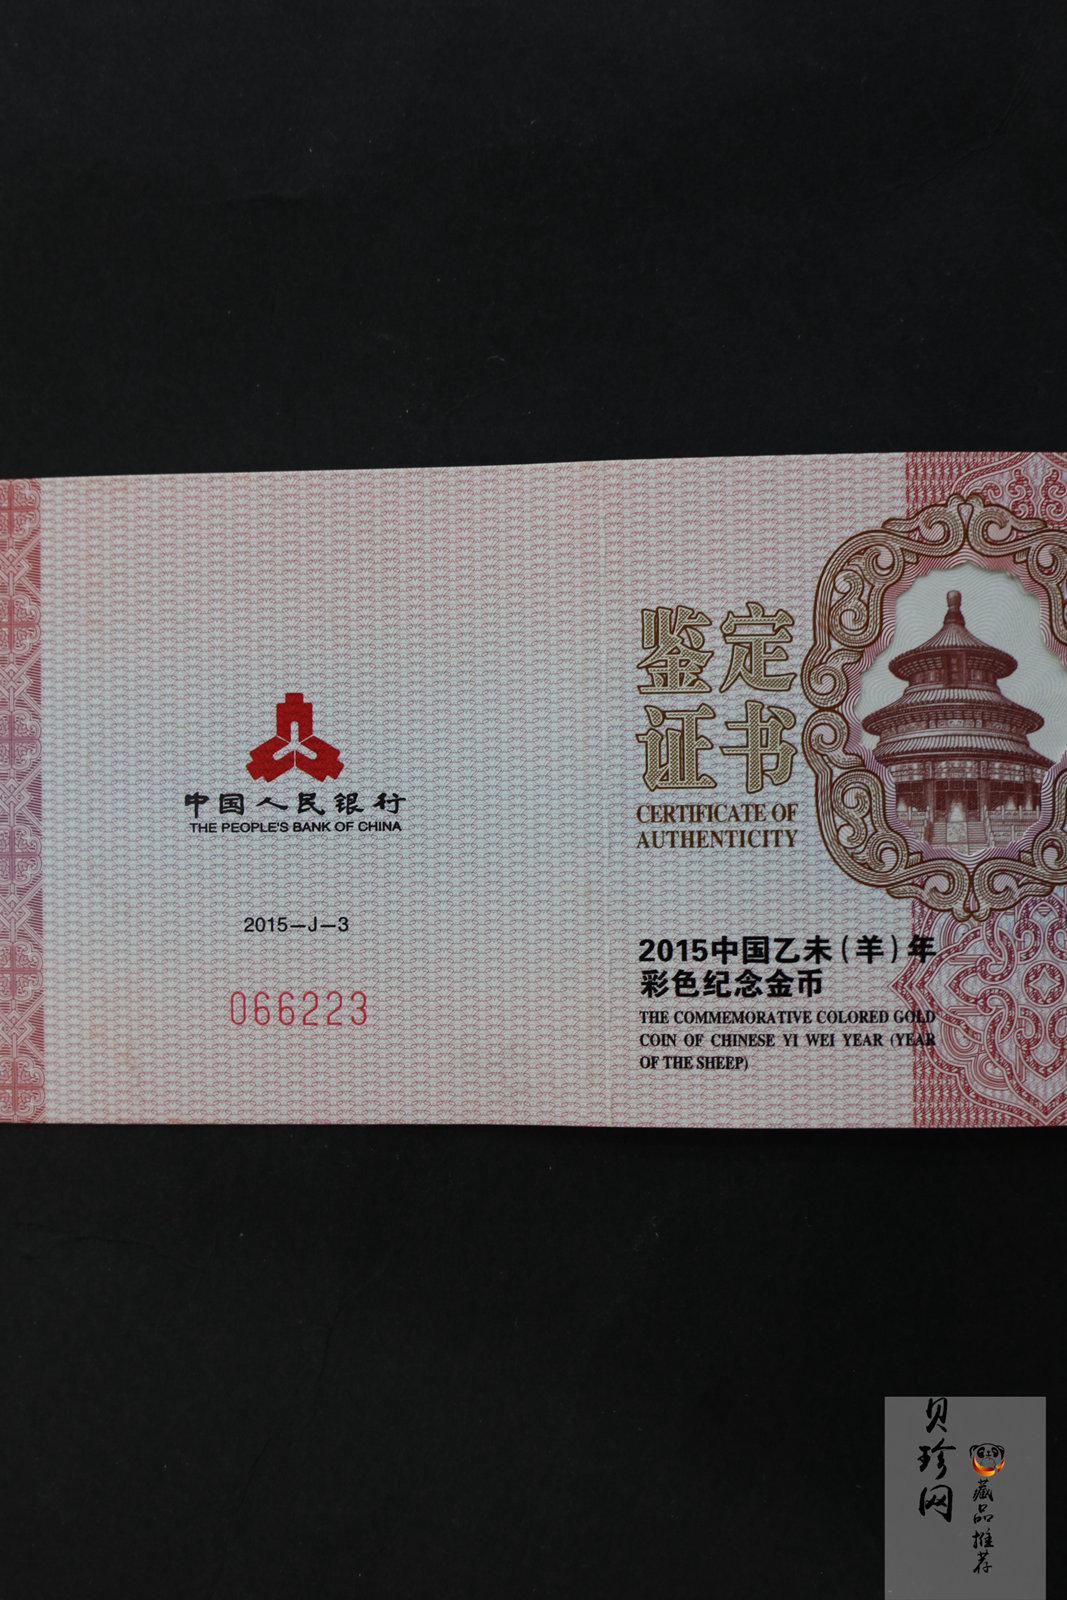 中国人民银行
THE PEOPLE'S BANK OF CHINA
2015—J—3
066223
鉴定
证书
CERTIFICATE OF
AUTHENTICITY
2015中国乙未(羊)年
彩色纪念金币
THE COMMEMORATIVE COLORED GOLD
COIN OF CHINESE YI WEI YEAR (YEAR
OF THE SHEEP)
贝珍网
藏品推荐